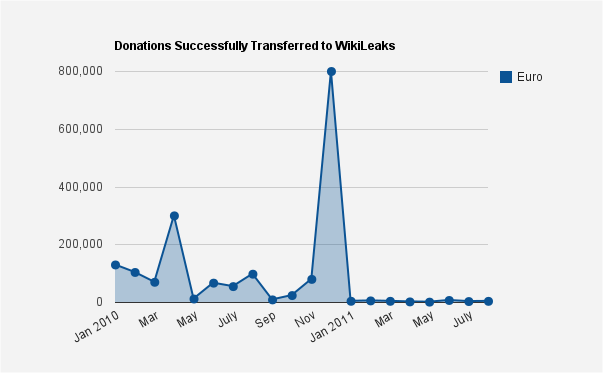 Donations Successfully Transferred to WikiLeaks
800,000
Euro
600,000
400,000
200,000
0
Jan 2010
Mar
May
July
Sep
Nov
Jan 2011
Mar
May
July